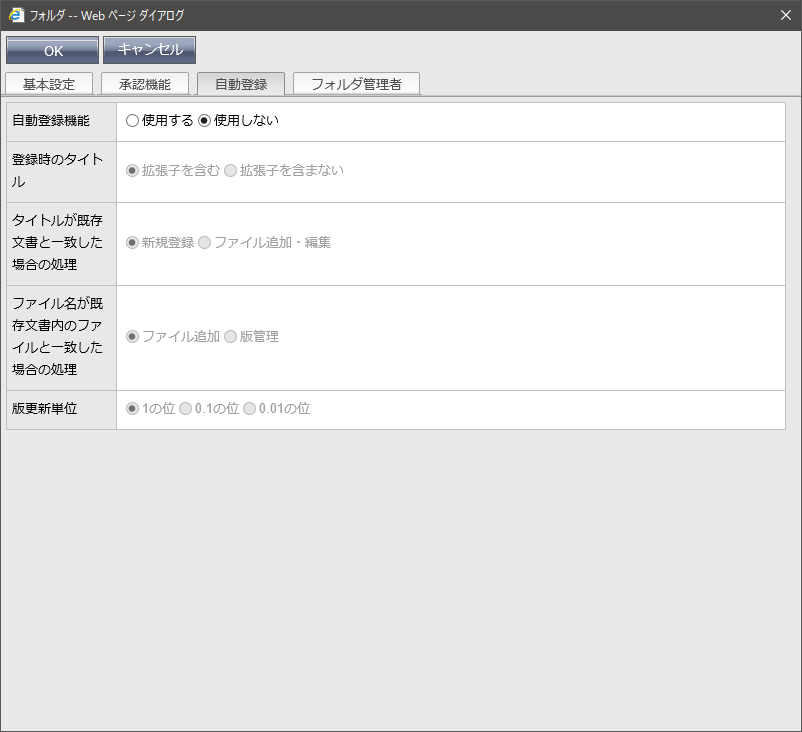 フォルダ -- Web ページ ダイアログ
OK キャンセル
基本設定 承認機能 自動登録 フォルダ管理者
自動登録機能 使用する 使用しない
登録時のタイト
ル
拡張子を含む 拡張子を含まない
タイトルが既存
文書と一致した
場合の処理
新規登録 ファイル追加・編集
ファイル名が既
存文書内のファ
イルと一致した
場合の処理
ファイル追加 版管理
版更新単位 1の位 0.1の位 0.01の位